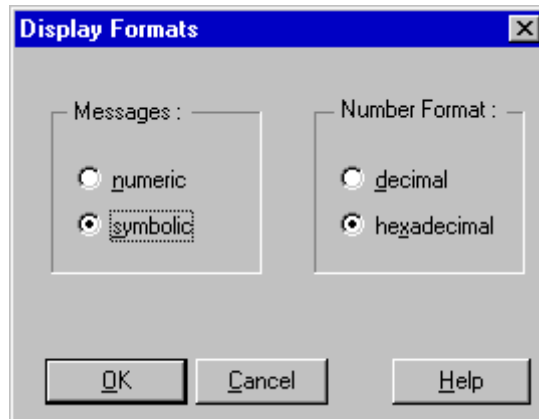 Display Formats
Messages :
numeric
symbolic
Number Format :
decimal
hexadecimal
OK
Cancel
Help